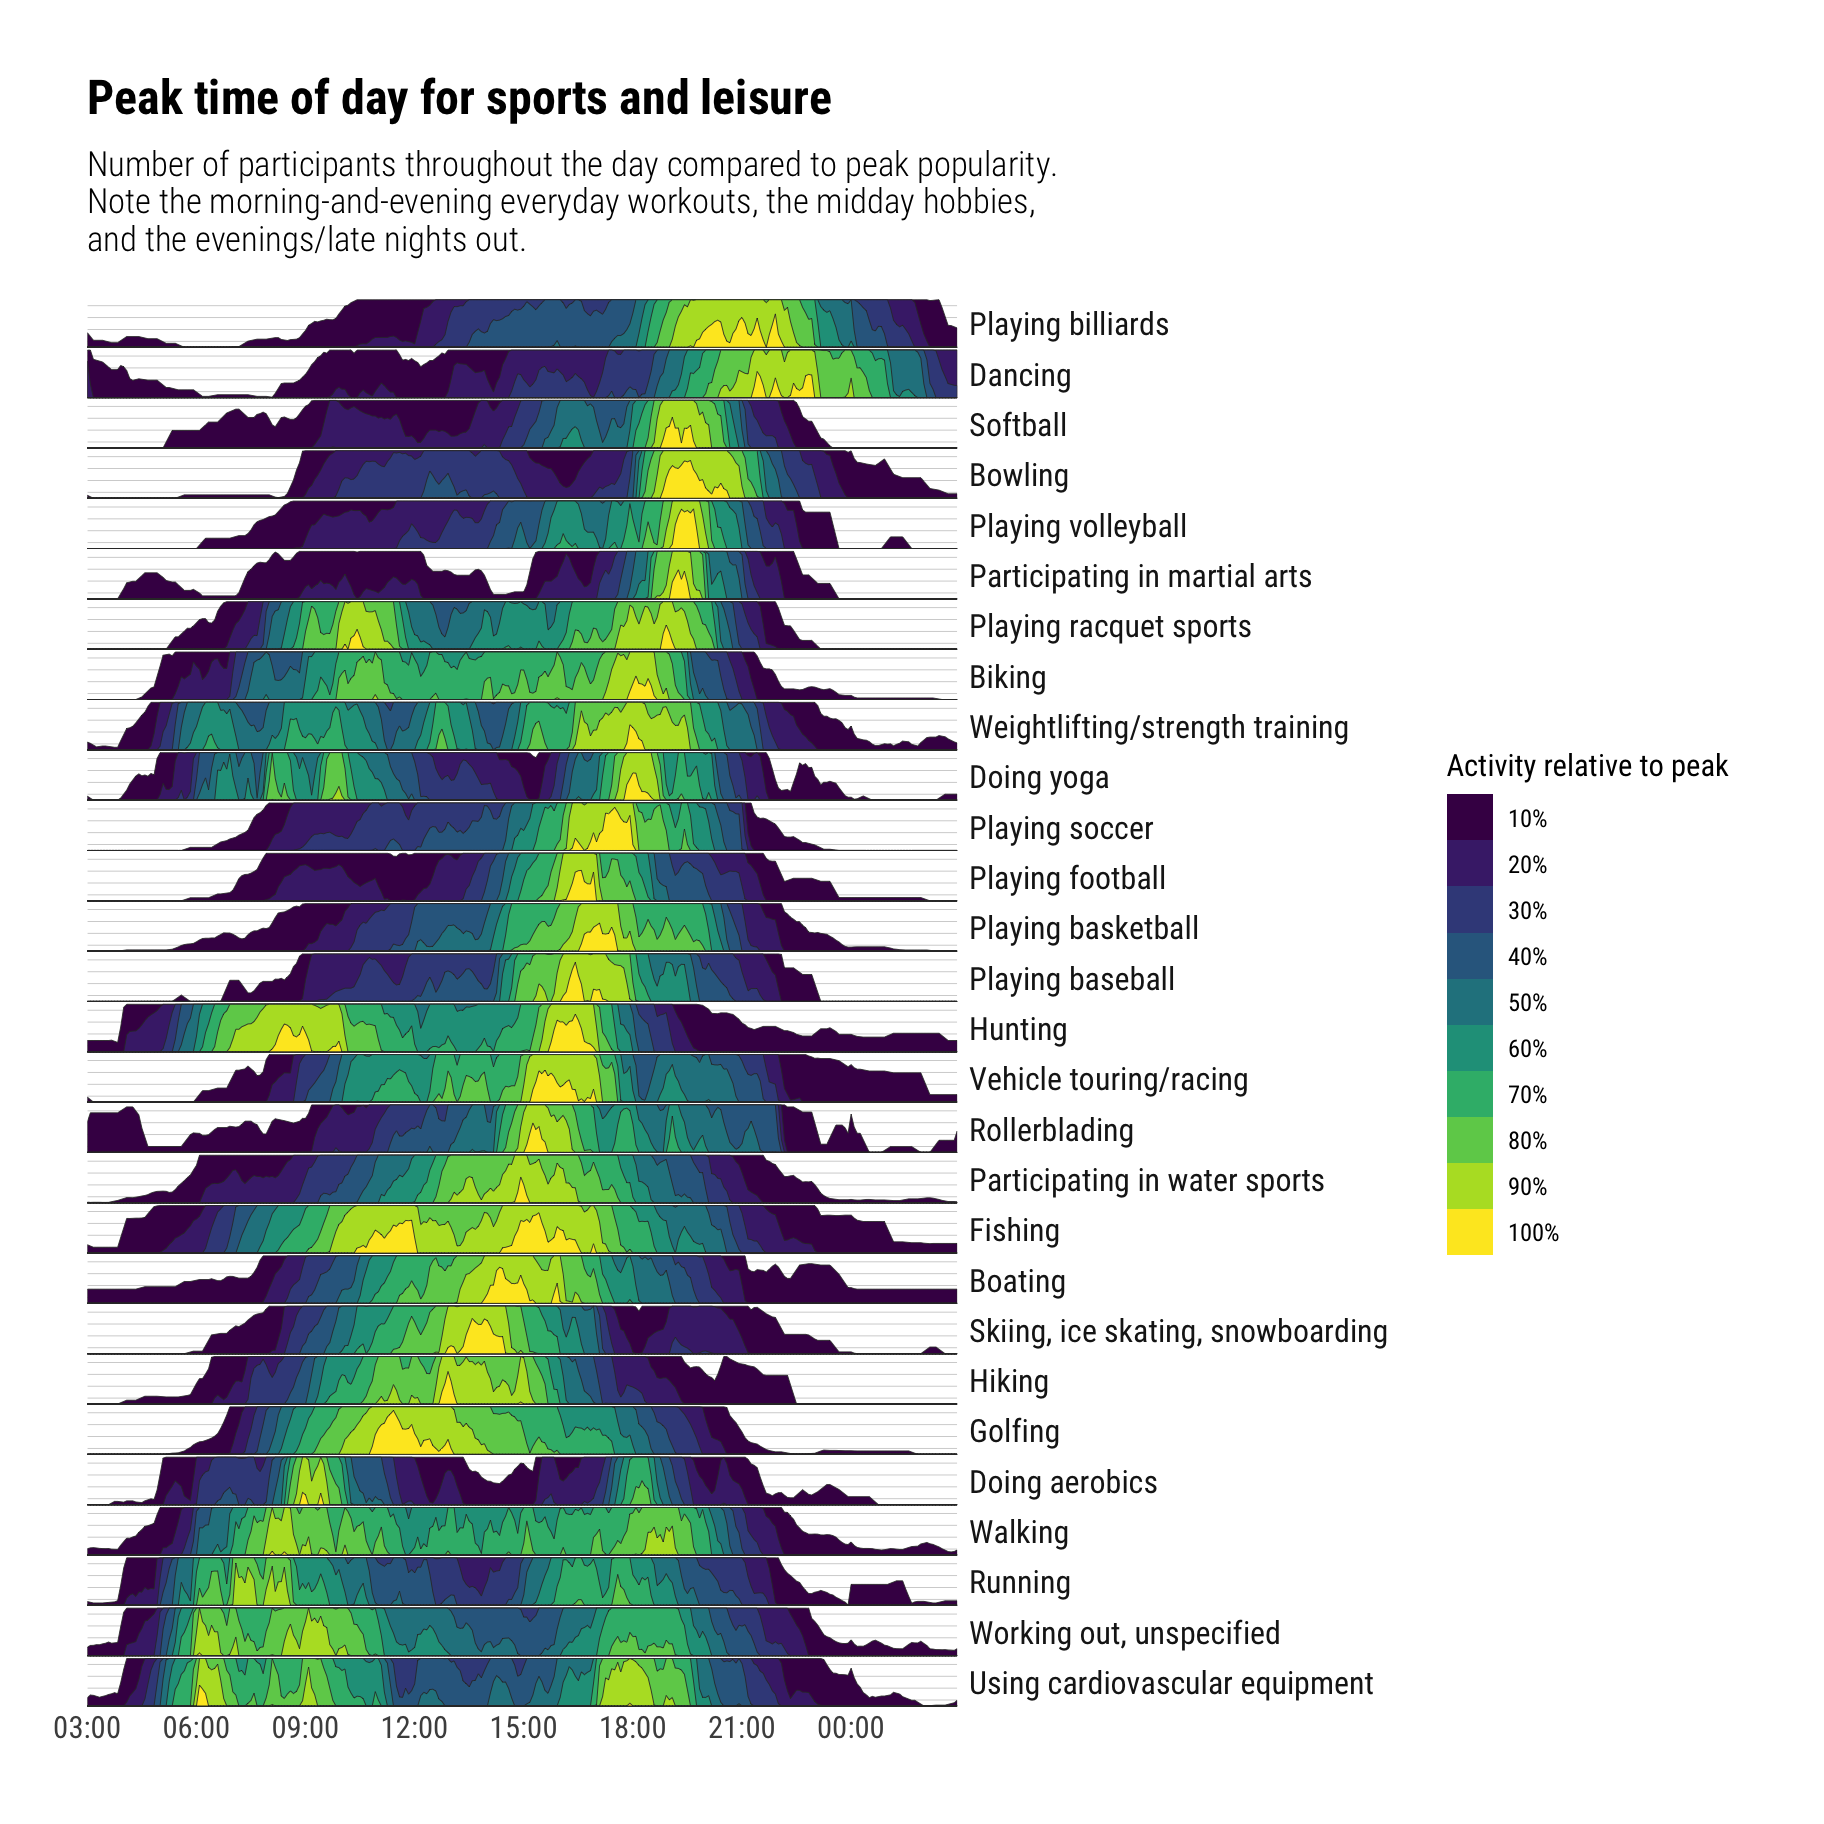 Peak time of day for sports and leisure
Number of participants throughout the day compared to peak popularity.
Note the morning-and-evening everyday workouts, the midday hobbies,
and the evenings/late nights out.
Playing billiards
Dancing
Softball
Bowling
Playing volleyball
Participating in martial arts
Playing racquet sports
Biking
Weightlifting/strength training
Doing yoga
Playing soccer
Playing football
Playing basketball
Playing baseball
Hunting
Vehicle touring/racing
Rollerblading
Participating in water sports
Fishing
Boating
Skiing, ice skating, snowboarding
Hiking
Golfing
Doing aerobics
Walking
Running
Working out, unspecified
Using cardiovascular equipment
03:00 06:00 09:00 12:00 15:00 18:00 21:00 00:00
Activity relative to peak
10%
20%
30%
40%
50%
60%
70%
80%
90%
100%